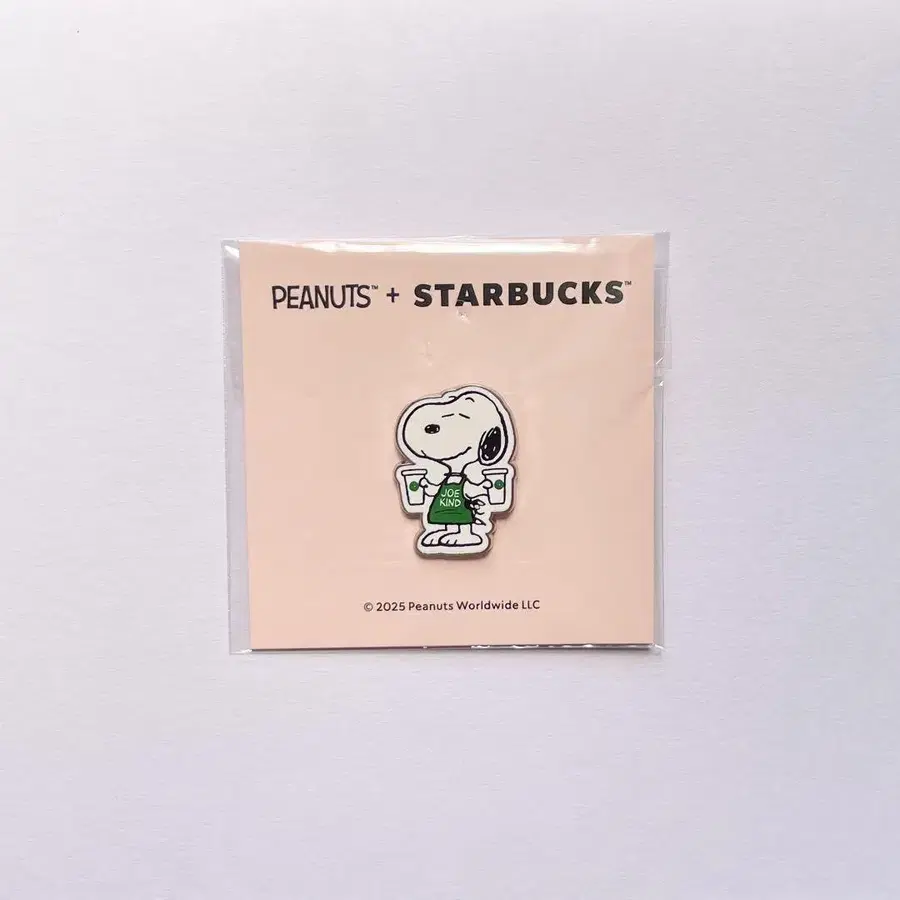 PEANUTS™ + STARBUCKS™
JOE
KIND
© 2025 Peanuts Worldwide LLC